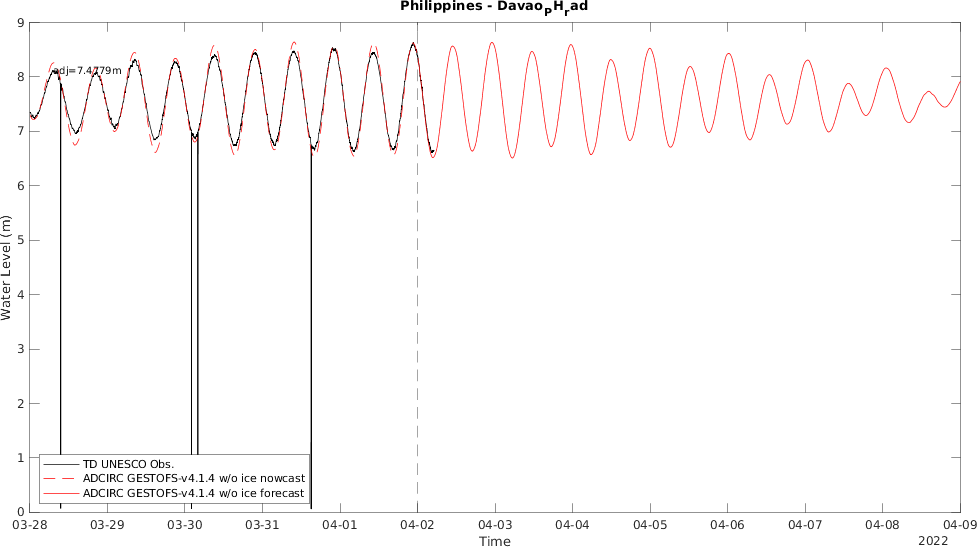 Philippines - Davao_PH_rad
9
8
7
6
5
4
3
2
1
0
Water Level (m)
adj=7.4779m
TD UNESCO Obs.
ADCIRC GESTOFS-v4.1.4 w/o ice nowcast
ADCIRC GESTOFS-v4.1.4 w/o ice forecast
03-28 03-29 03-30 03-31 04-01 04-02 04-03 04-04 04-05 04-06 04-07 04-08 04-09
Time
2022